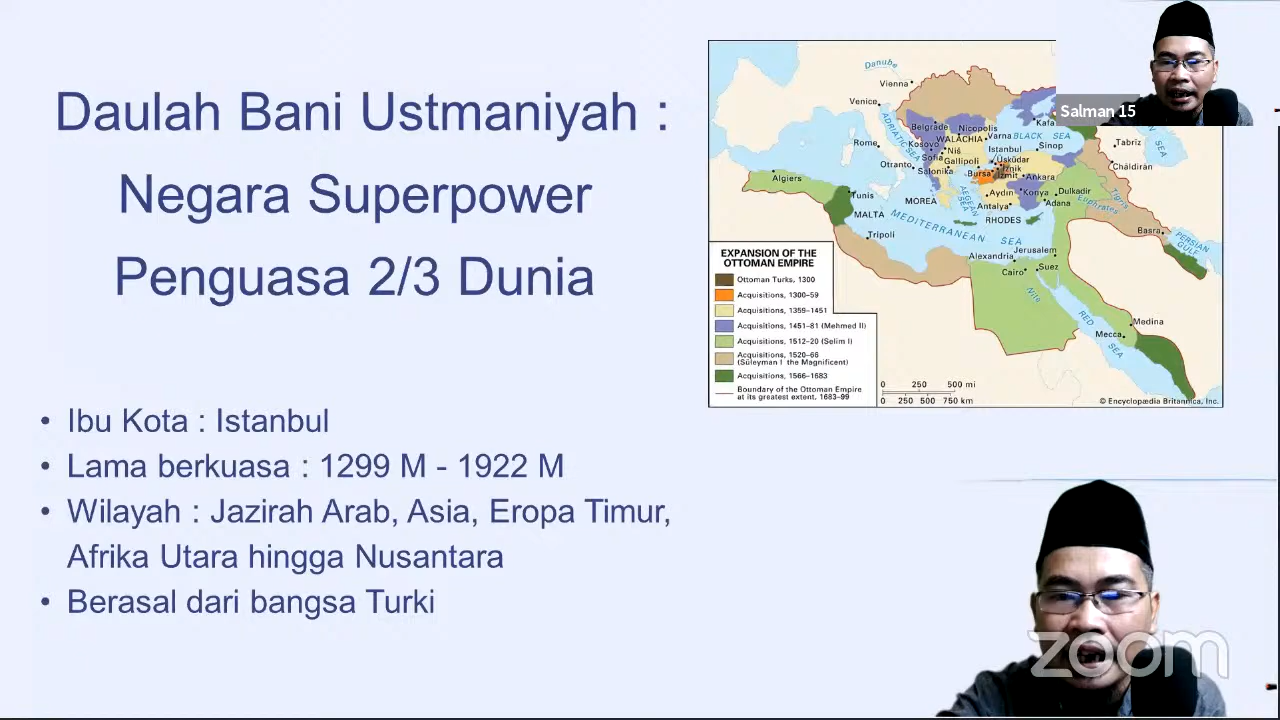 Daulah Bani Ustmaniyah :
Negara Superpower
Penguasa 2/3 Dunia
• Ibu Kota : Istanbul
• Lama berkuasa : 1299 M - 1922 M
• Wilayah : Jazirah Arab, Asia, Eropa Timur,
Afrika Utara hingga Nusantara
• Berasal dari bangsa Turki
Danube
Vienna
Venice
ADRIATIC SEA
Belgrade
Nicopolis
WALACHIA
Varna
BLACK SEA
Kafa
Kosovo
Niš
Sofia
Rome
Otranto
Gallipoli
Istanbul
Üsküdar
Sinop
Salonika
Bursa
İznik
İzmit
Ankara
Tabriz
Chāldirān
SEA
Algiers
Tunis
MOREA
AEGEAN SEA
Aydın
Konya
Dulkadir
Antalya
Adana
Tigris
Euphrates
MALTA
RHODES
MEDITERRANEAN SEA
Tripoli
Basra
PERSIAN GULF
Jerusalem
Alexandria
Cairo
Suez
Nile
RED SEA
Medina
Mecca
EXPANSION OF THE
OTTOMAN EMPIRE
Ottoman Turks, 1300
Acquisitions, 1300–59
Acquisitions, 1359–1451
Acquisitions, 1451–81 (Mehmed II)
Acquisitions, 1512–20 (Selim I)
Acquisitions, 1520–66
(Süleyman I the Magnificent)
Acquisitions, 1566–1683
Boundary of the Ottoman Empire
at its greatest extent, 1683–99
0 250 500 mi
0 250 500 750 km
© Encyclopædia Britannica, Inc.
Salman 15
zoom